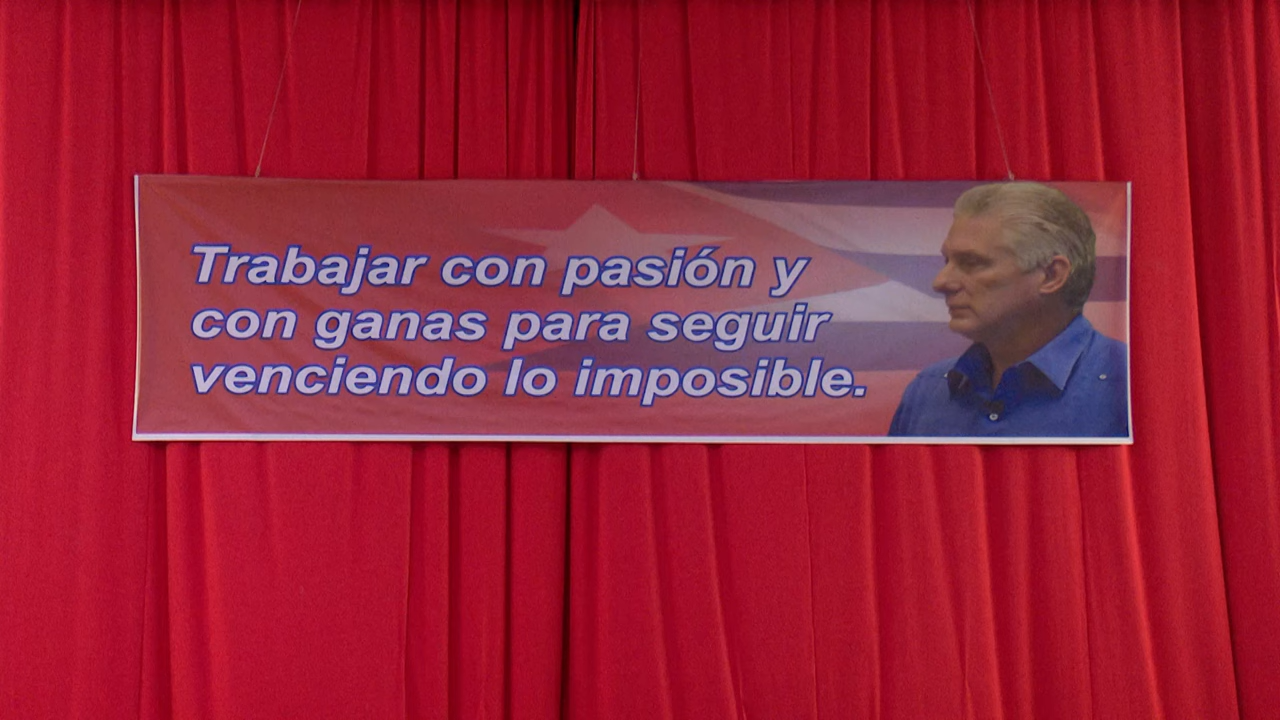 Trabajar con pasión y
con ganas para seguir
venciendo lo imposible.